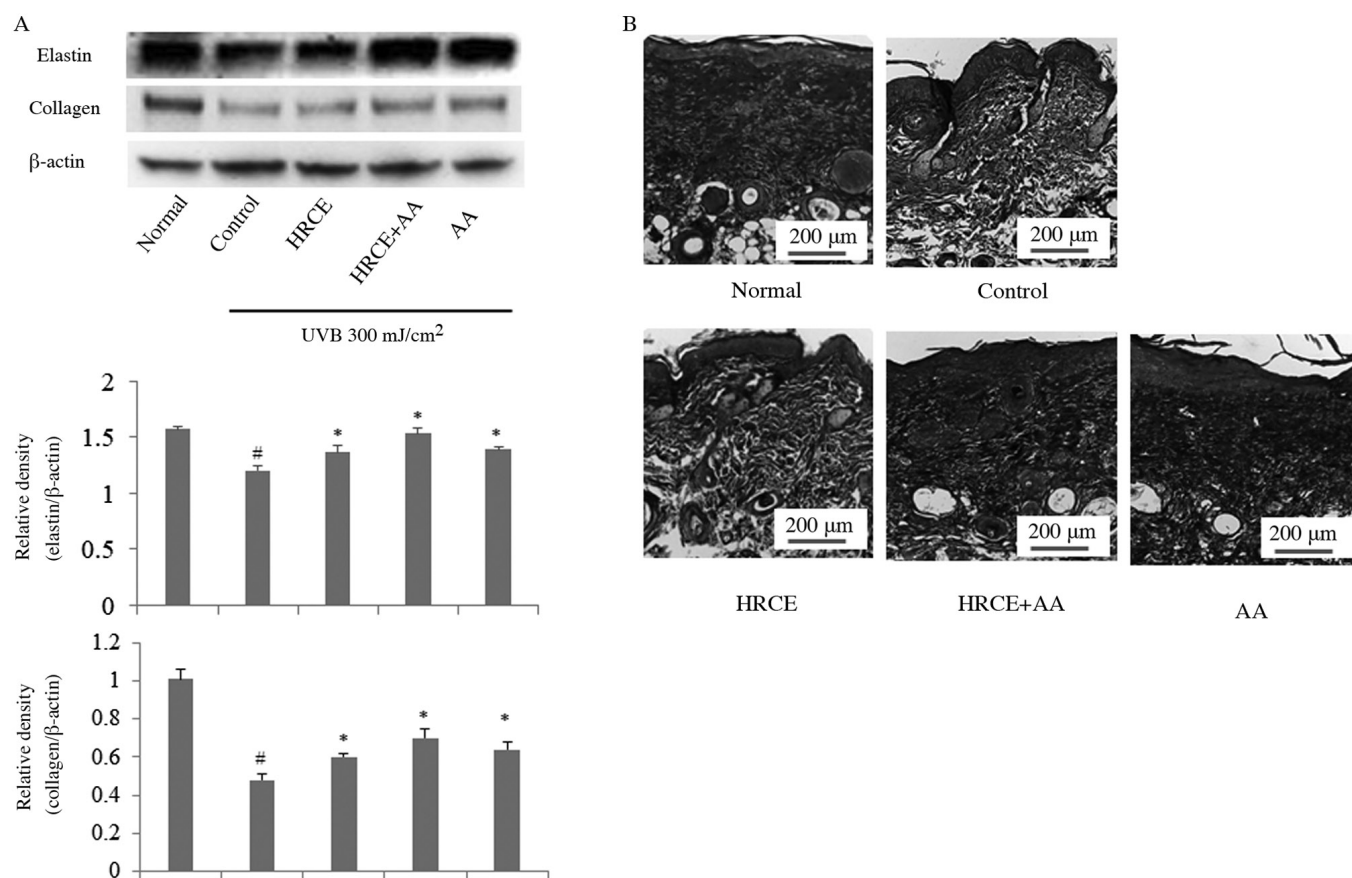 A
Elastin
Collagen
β-actin
Normal
Control
HRCE
HRCE+AA
AA
UVB 300 mJ/cm²
Relative density
(elastin/β-actin)
2
1.5
1
0.5
0
#
*
*
*
Relative density
(collagen/β-actin)
1.2
1
0.8
0.6
0.4
0.2
0
#
*
*
*
B
200 μm
200 μm
Normal
Control
200 μm
200 μm
200 μm
HRCE
HRCE+AA
AA